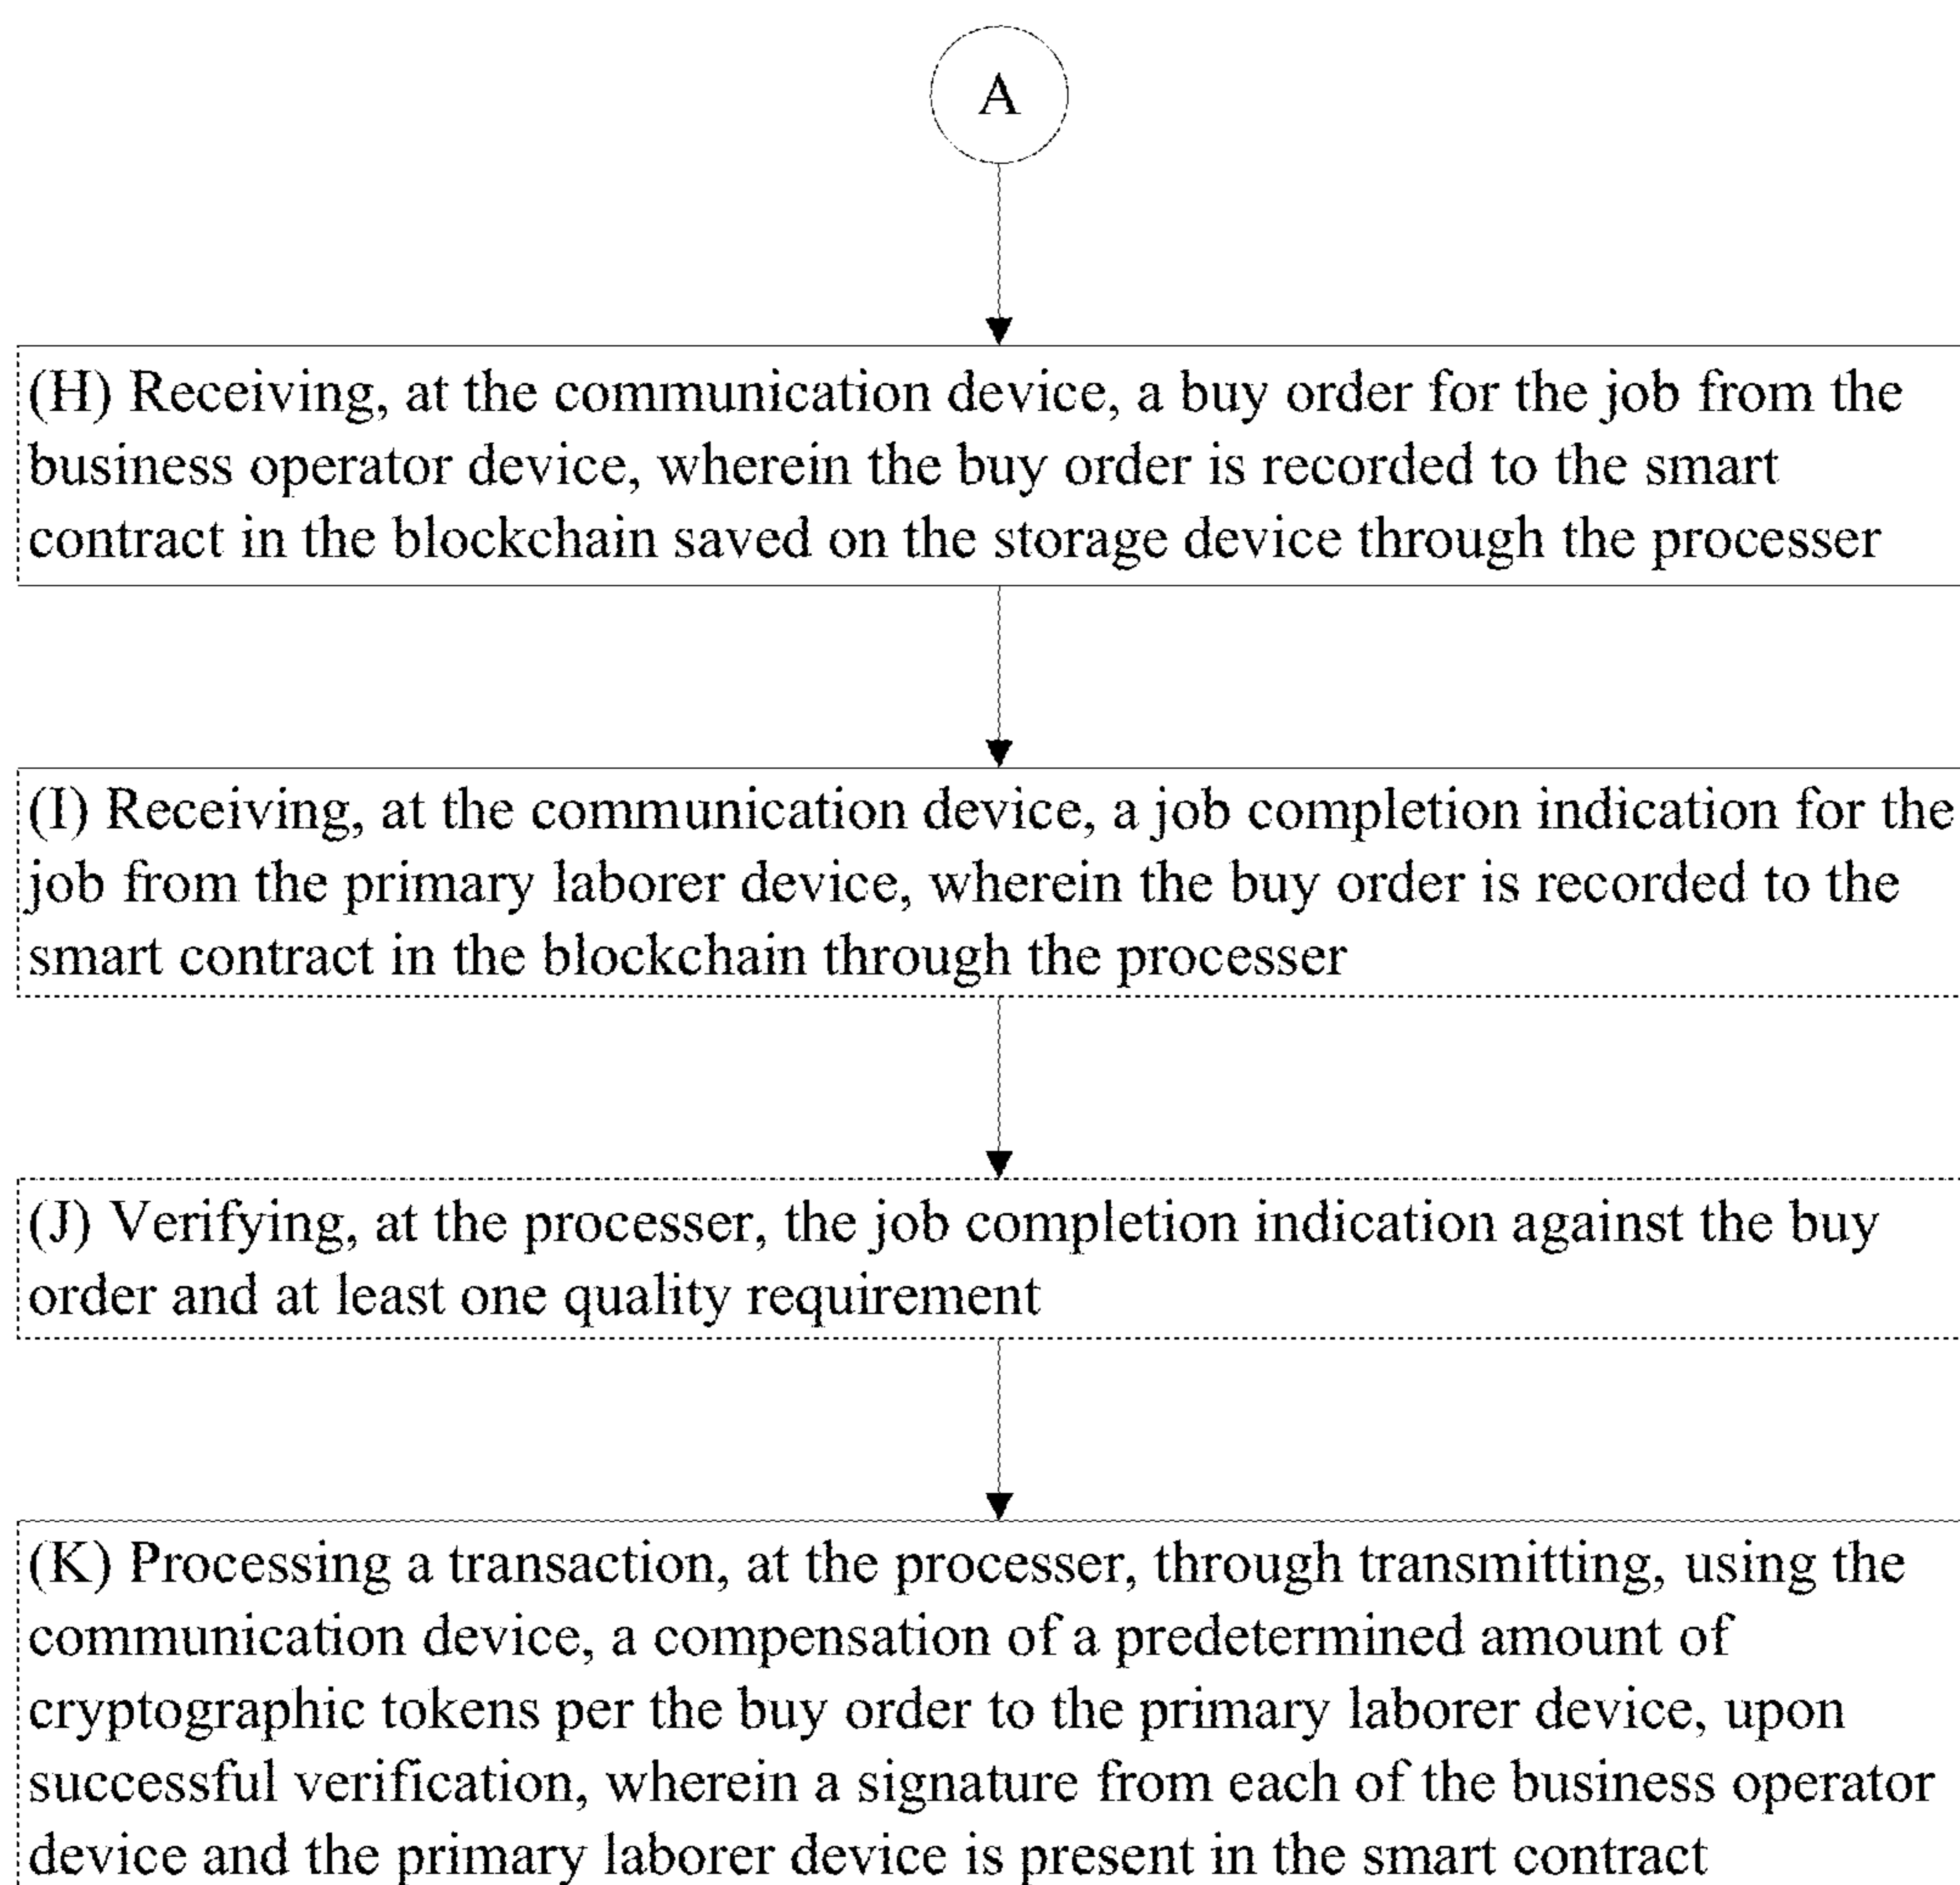 A
(H) Receiving, at the communication device, a buy order for the job from the
business operator device, wherein the buy order is recorded to the smart
contract in the blockchain saved on the storage device through the processer
(I) Receiving, at the communication device, a job completion indication for the
job from the primary laborer device, wherein the buy order is recorded to the
smart contract in the blockchain through the processer
(J) Verifying, at the processer, the job completion indication against the buy
order and at least one quality requirement
(K) Processing a transaction, at the processer, through transmitting, using the
communication device, a compensation of a predetermined amount of
cryptographic tokens per the buy order to the primary laborer device, upon
successful verification, wherein a signature from each of the business operator
device and the primary laborer device is present in the smart contract